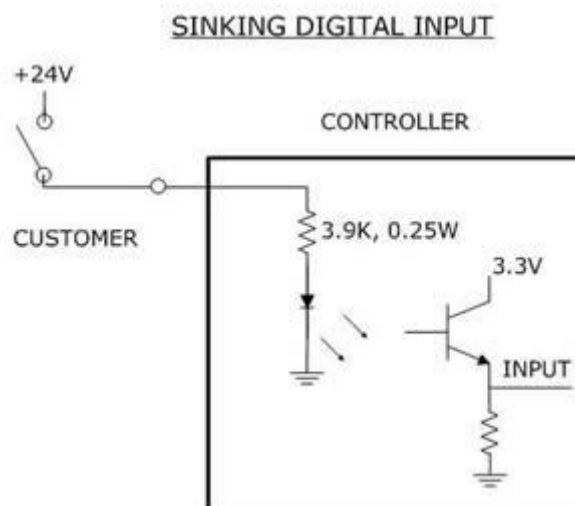 SINKING DIGITAL INPUT
+24V
CONTROLLER
CUSTOMER
3.9K, 0.25W
3.3V
INPUT